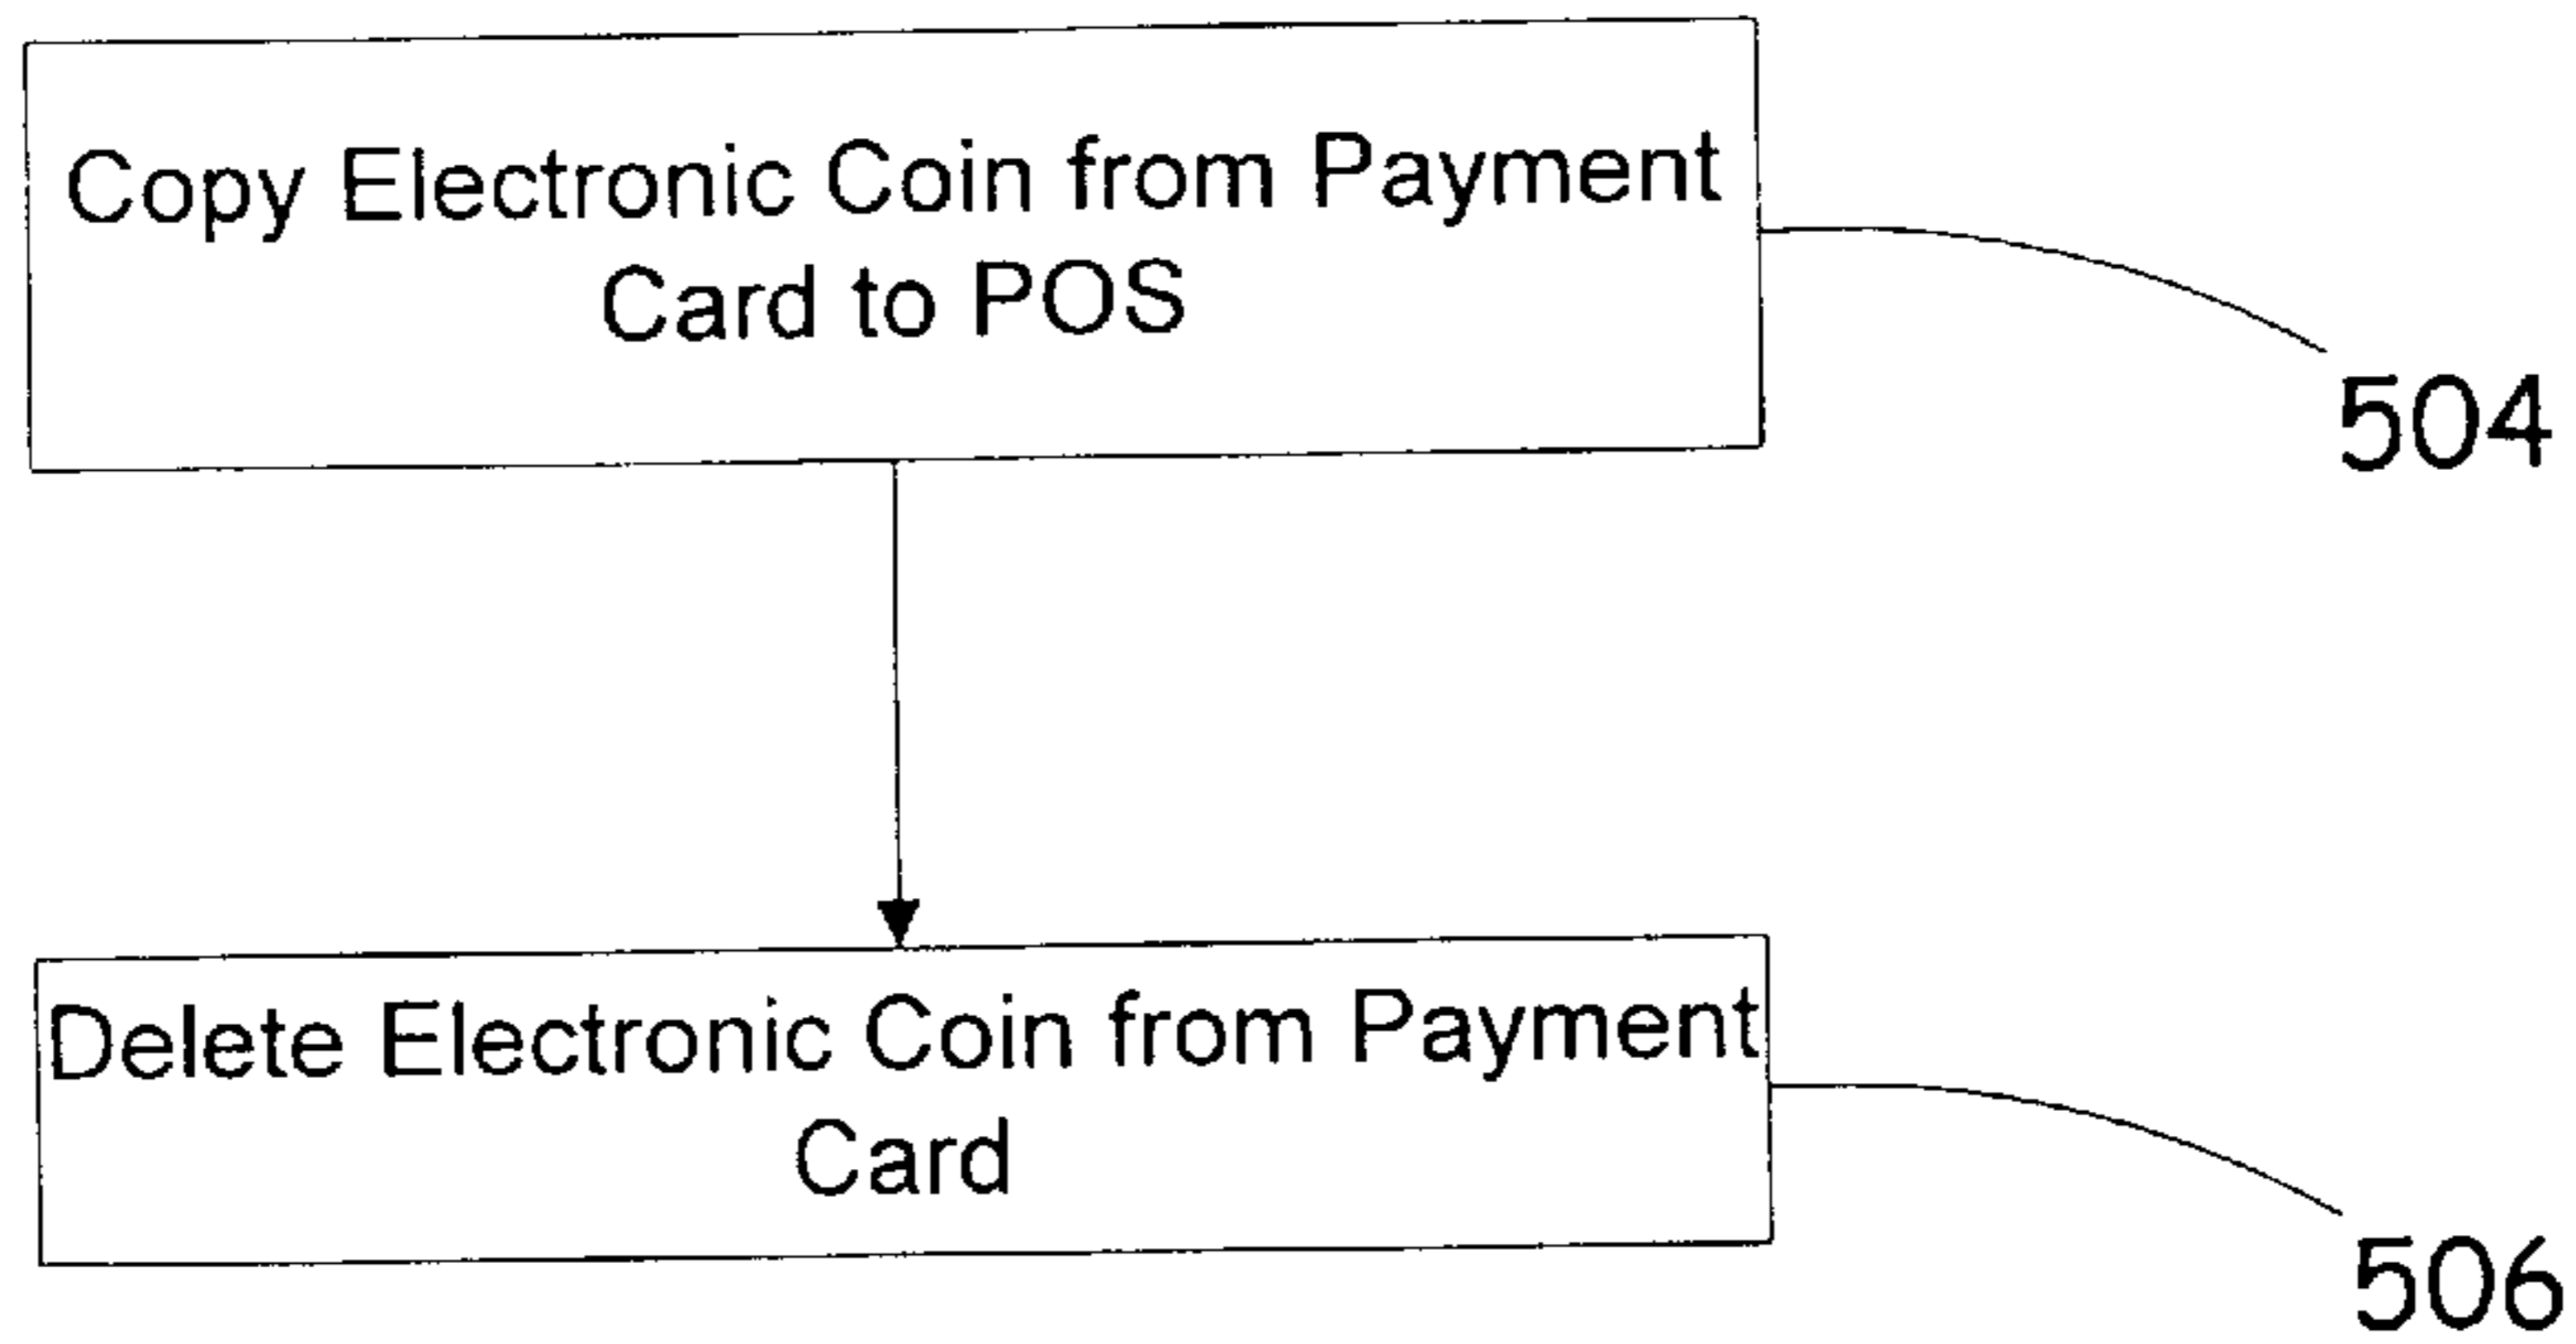 Copy Electronic Coin from Payment
Card to POS
504
Delete Electronic Coin from Payment
Card
506